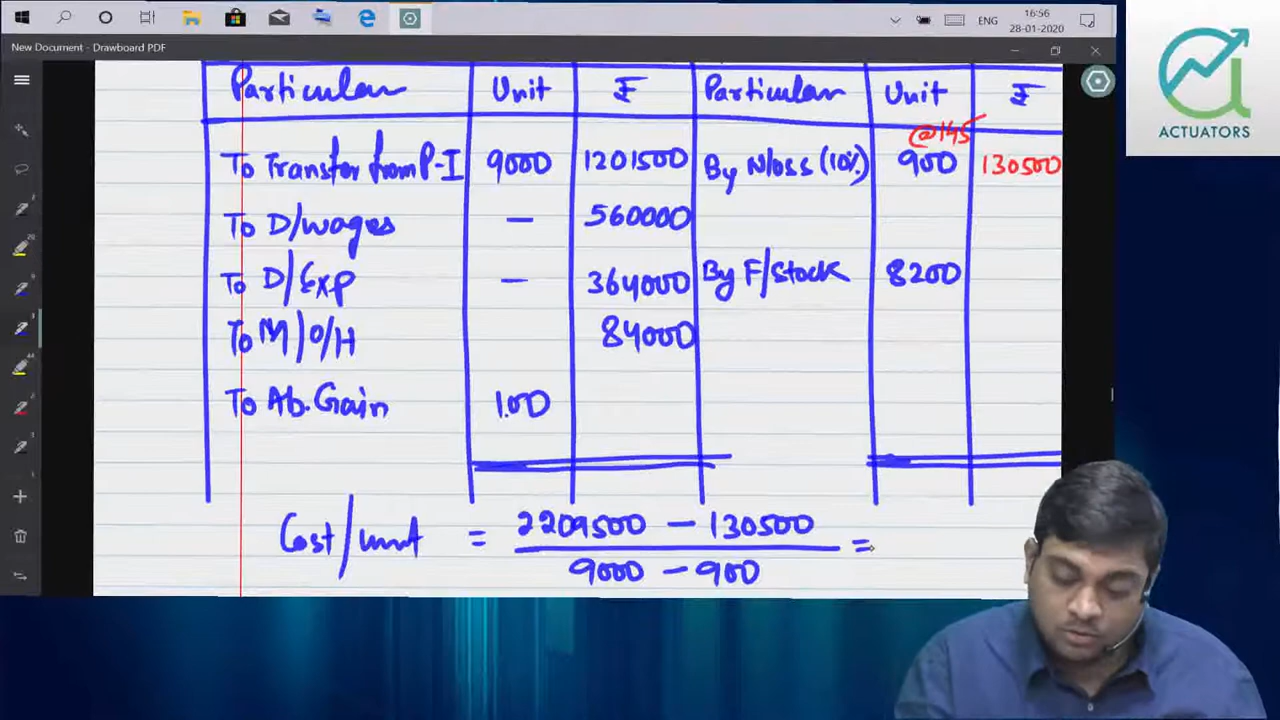 16:56
ENG
28-01-2020
New Document - Drawboard PDF
ACTUATORS
Particular Unit ₹ Particular Unit ₹
@145
To Transfer from P-I 9000 1201500 By N/loss (10%) 900 130500
To D/wages — 560000
To D/Exp — 364000 By F/Stock 8200
To M/O/H 84000
To Ab. Gain 100
Cost/unit = 2209500 — 130500 =
9000 — 900